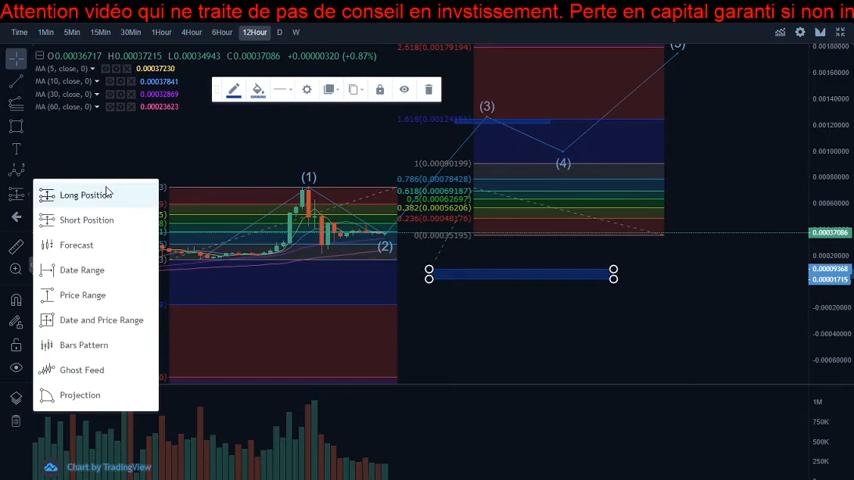 Attention vidéo qui ne traite de pas de conseil en invstissement. Perte en capital garanti si non in
Time 1Min 5Min 15Min 1Hour 4Hour 6Hour 12Hour D W
O0.00036717 H0.00037215 L0.00034943 C0.00037086 +0.00000320 (+0.87%)
MA (5, close, 0) 0.00037230
MA (10, close, 0) 0.00037841
MA (30, close, 0) 0.00032869
MA (60, close, 0) 0.00023623
2.618(0.00179194)
(3)
(4)
1(0.00090199)
0.786(0.00078428)
0.618(0.00069187)
0.5(0.00062697)
0.382(0.00056206)
0.236(0.00048176)
0(0.00035195)
(1)
(2)
Long Position
Short Position
Forecast
Date Range
Price Range
Date and Price Range
Bars Pattern
Ghost Feed
Projection
0.00180000
0.00160000
0.00140000
0.00120000
0.00100000
0.00080000
0.00060000
0.00037086
0.00020000
0.00009368
0.00001715
-0.00020000
-0.00040000
-0.00060000
1M
750K
500K
250K
Chart by TradingView